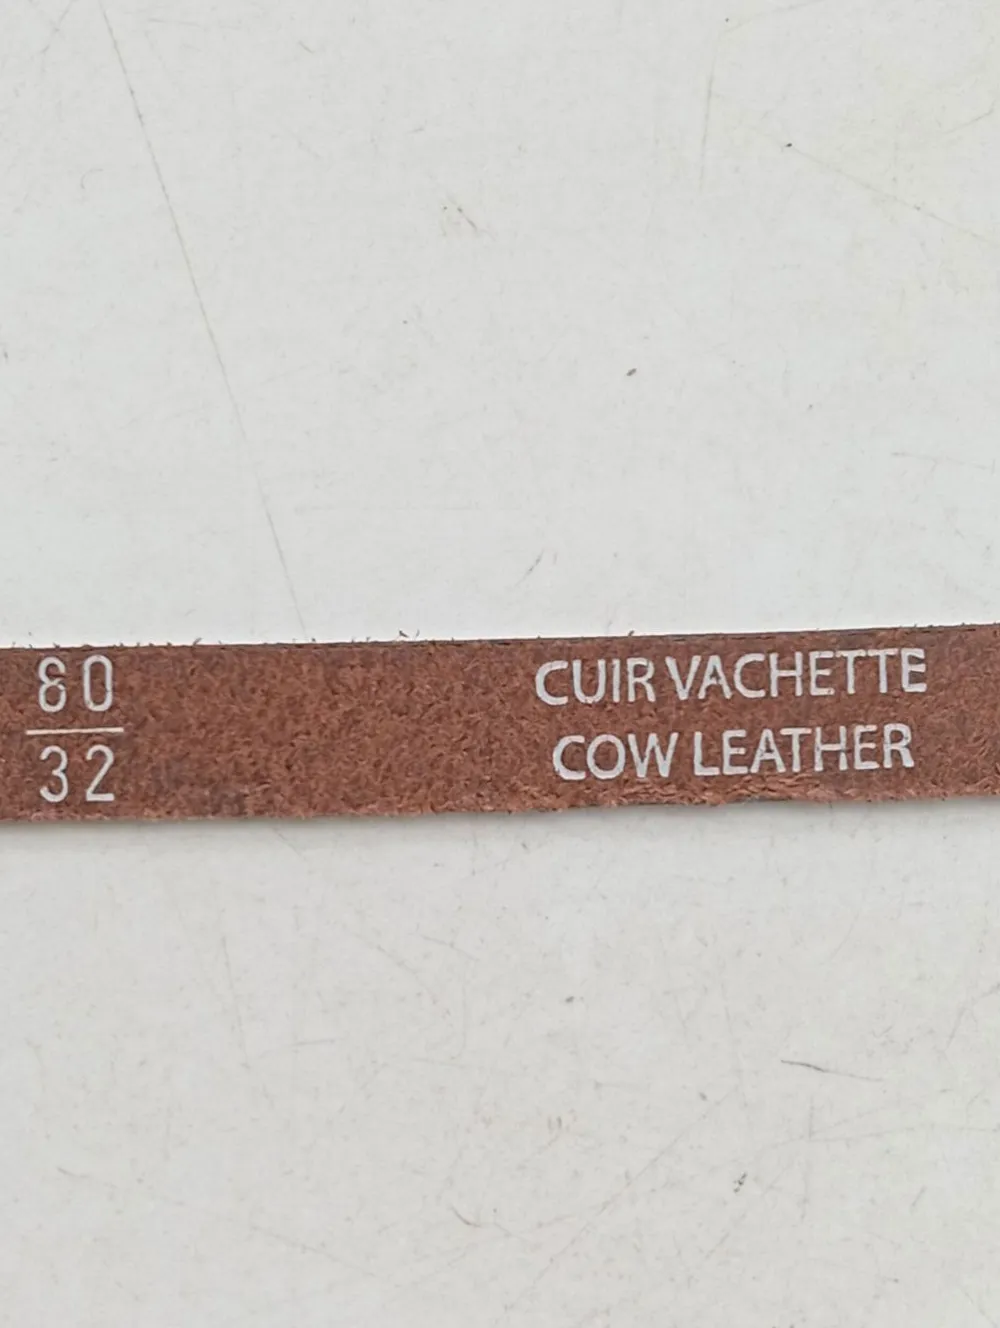 80
32
CUIR VACHETTE
COW LEATHER